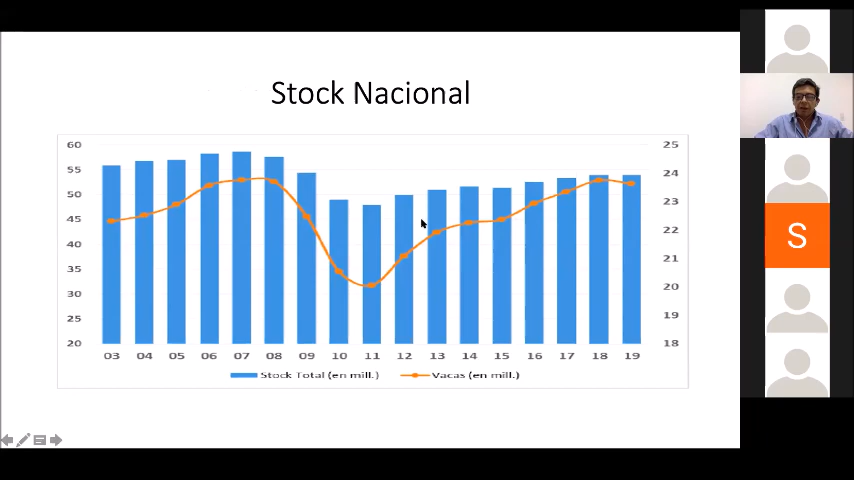 Stock Nacional
60 25
55 24
50 23
45 22
40
35 21
30 20
25 19
20 18
03 04 05 06 07 08 09 10 11 12 13 14 15 16 17 18 19
Stock Total (en mill.) Vacas (en mill.)
S